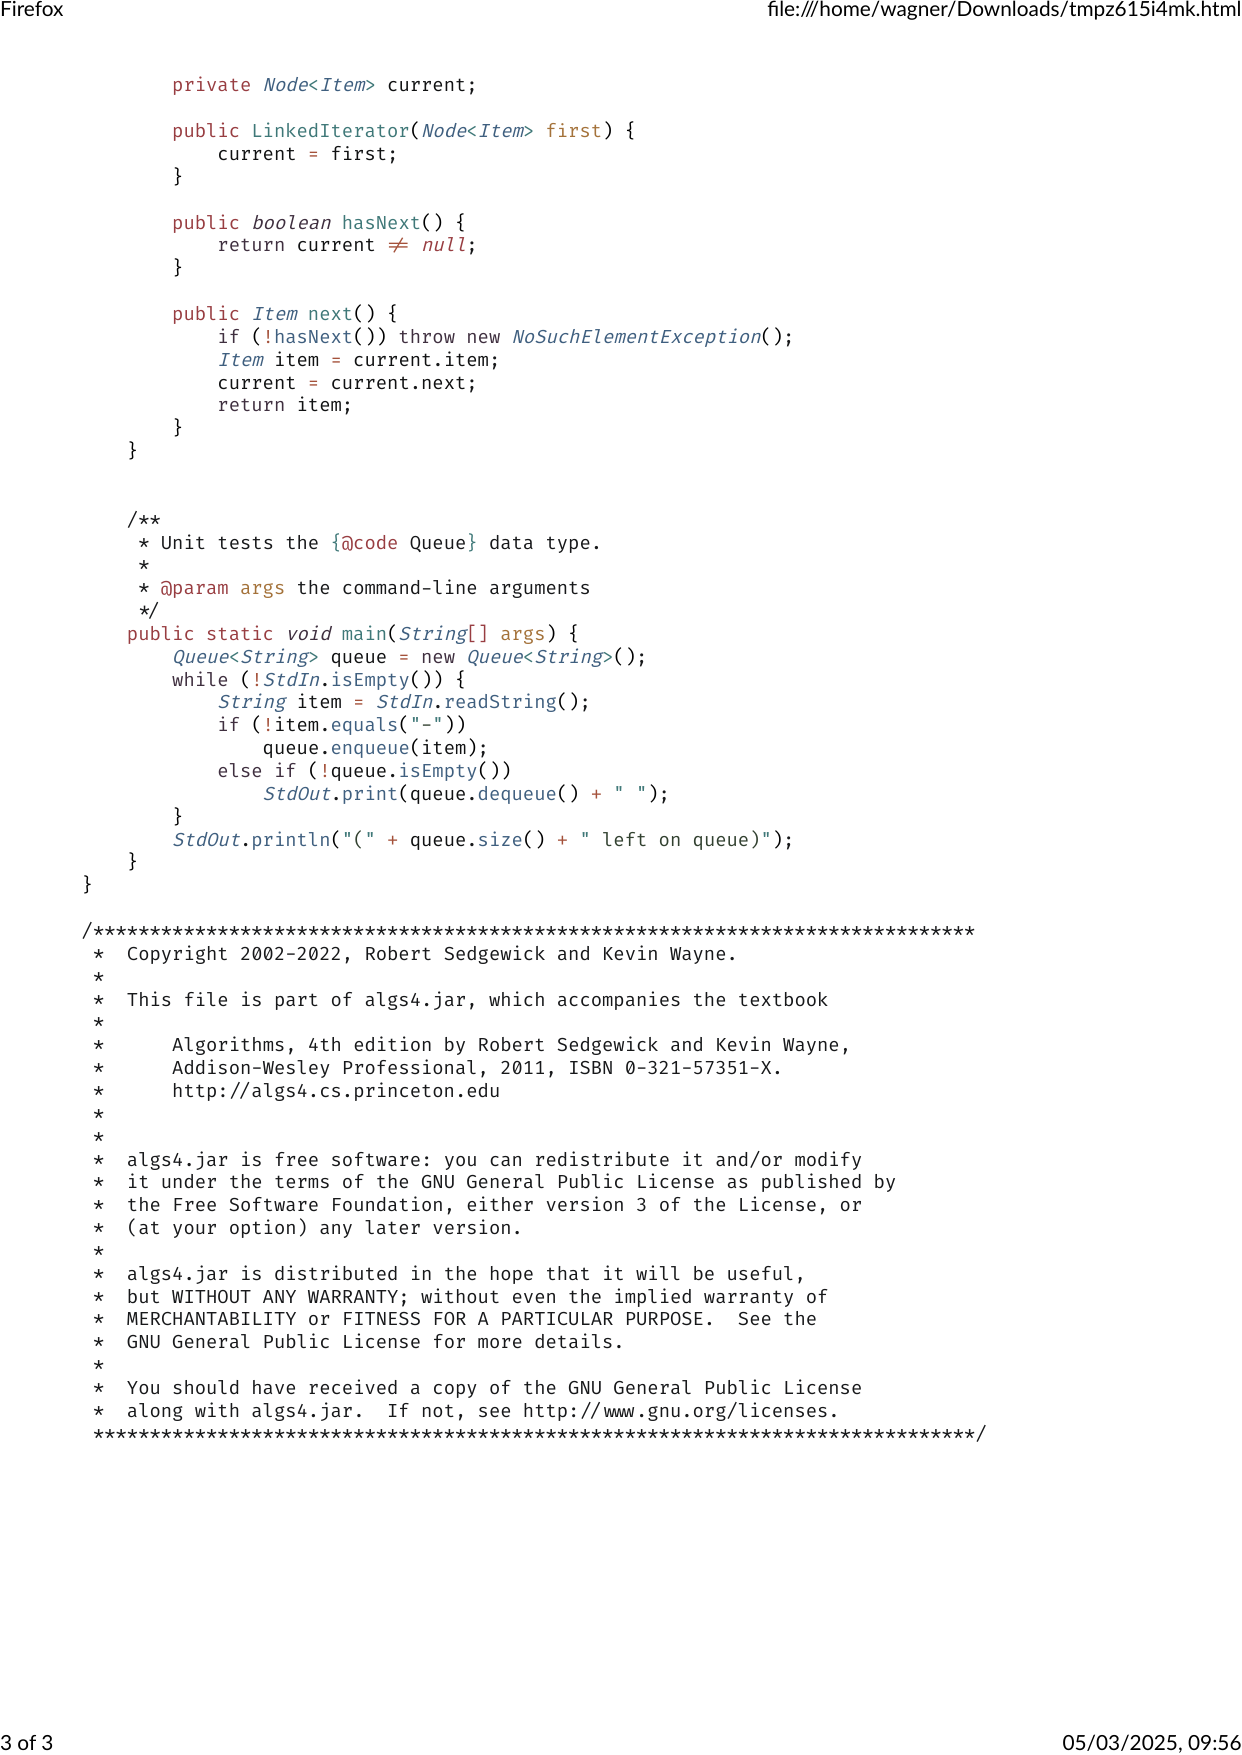 Firefox
file:///home/wagner/Downloads/tmpz615i4mk.html
        private Node<Item> current;

        public LinkedIterator(Node<Item> first) {
            current = first;
        }

        public boolean hasNext() {
            return current != null;
        }

        public Item next() {
            if (!hasNext()) throw new NoSuchElementException();
            Item item = current.item;
            current = current.next;
            return item;
        }
    }


    /**
     * Unit tests the {@code Queue} data type.
     *
     * @param args the command-line arguments
     */
    public static void main(String[] args) {
        Queue<String> queue = new Queue<String>();
        while (!StdIn.isEmpty()) {
            String item = StdIn.readString();
            if (!item.equals("-"))
                queue.enqueue(item);
            else if (!queue.isEmpty())
                StdOut.print(queue.dequeue() + " ");
        }
        StdOut.println("(" + queue.size() + " left on queue)");
    }
}

/******************************************************************************
 *  Copyright 2002-2022, Robert Sedgewick and Kevin Wayne.
 *
 *  This file is part of algs4.jar, which accompanies the textbook
 *
 *      Algorithms, 4th edition by Robert Sedgewick and Kevin Wayne,
 *      Addison-Wesley Professional, 2011, ISBN 0-321-57351-X.
 *      http://algs4.cs.princeton.edu
 *
 *
 *  algs4.jar is free software: you can redistribute it and/or modify
 *  it under the terms of the GNU General Public License as published by
 *  the Free Software Foundation, either version 3 of the License, or
 *  (at your option) any later version.
 *
 *  algs4.jar is distributed in the hope that it will be useful,
 *  but WITHOUT ANY WARRANTY; without even the implied warranty of
 *  MERCHANTABILITY or FITNESS FOR A PARTICULAR PURPOSE.  See the
 *  GNU General Public License for more details.
 *
 *  You should have received a copy of the GNU General Public License
 *  along with algs4.jar.  If not, see http://www.gnu.org/licenses.
 ******************************************************************************/
3 of 3
05/03/2025, 09:56